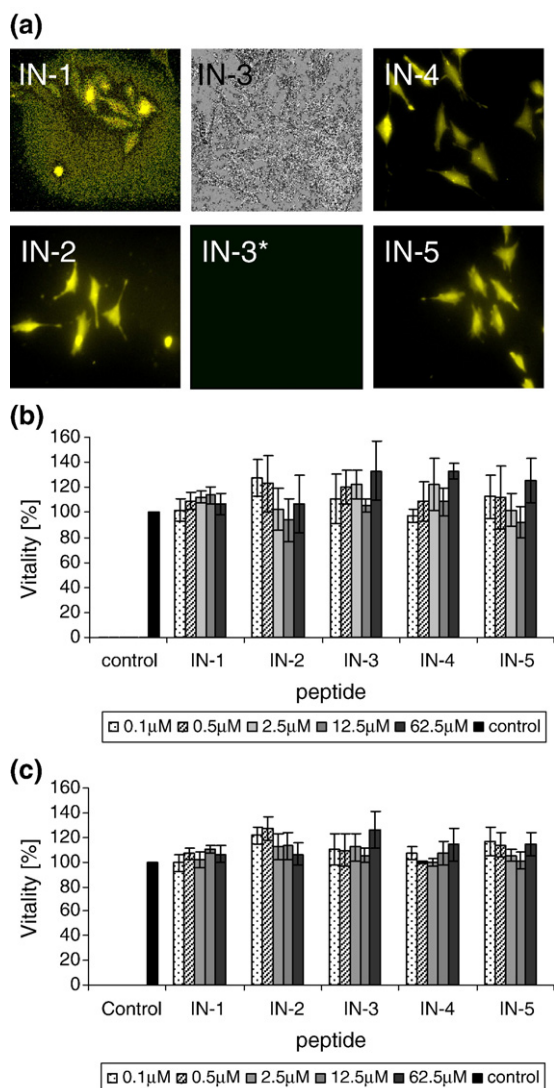 (a)
IN-1
IN-3
IN-4
IN-2
IN-3*
IN-5
(b)
160
140
120
100
80
60
40
20
0
Vitality [%]
control
IN-1
IN-2
IN-3
IN-4
IN-5
peptide
0.1μM 0.5μM 2.5μM 12.5μM 62.5μM control
(c)
160
140
120
100
80
60
40
20
0
Vitality [%]
Control
IN-1
IN-2
IN-3
IN-4
IN-5
peptide
0.1μM 0.5μM 2.5μM 12.5μM 62.5μM control